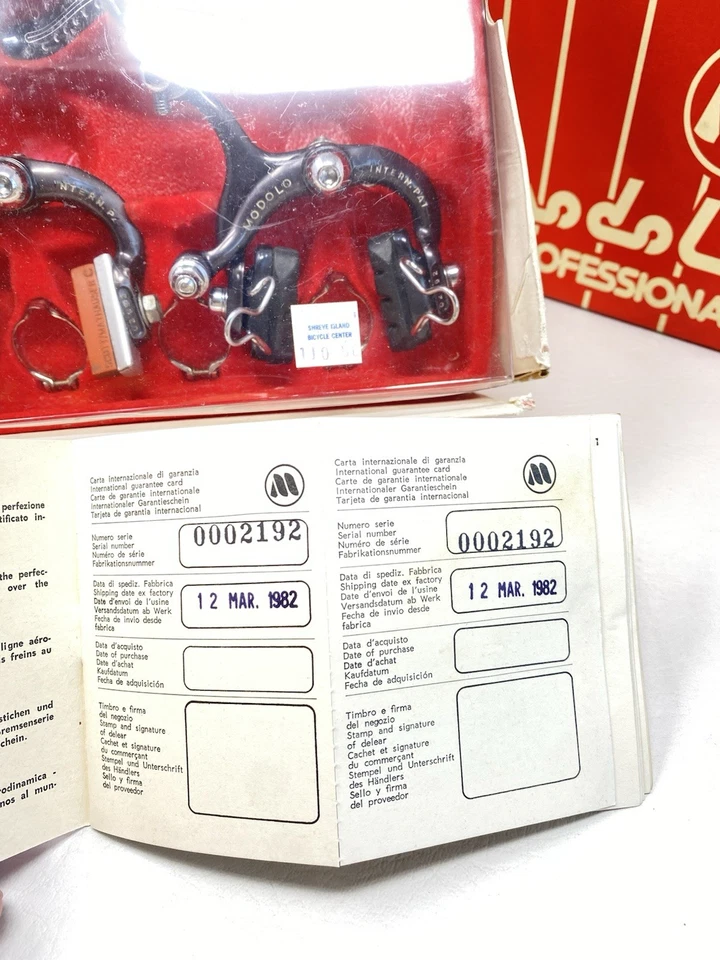 MODOLO
INTERN. PAT
INTERN. P
SHREVE ISLAND
BICYCLE CENTER
OFESSIONA
perfezione
tificato in-
the perfec-
over the
ligne aéro-
s freins au
stichen und
remsenserie
chein.
rodinamica -
nos al mun-
Carta internazionale di garanzia
International guarantee card
Carte de garantie internationale
Internationaler Garantieschein
Tarjeta de garantia internacional
M
Numero serie
Serial number
Numéro de série
Fabrikationsnummer
0002192
Data di spediz. Fabbrica
Shipping date ex factory
Date d'envoi de l'usine
Versandsdatum ab Werk
Fecha de invio desde
fabrica
12 MAR. 1982
Data d'acquisto
Date of purchase
Date d'achat
Kaufdatum
Fecha de adquisición
Timbro e firma
del negozio
Stamp and signature
of delear
Cachet et signature
du commerçant
Stempel und Unterschrift
des Händlers
Sello y firma
del proveedor
1
Carta internazionale di garanzia
International guarantee card
Carte de garantie internationale
Internationaler Garantieschein
Tarjeta de garantia internacional
M
Numero serie
Serial number
Numéro de série
Fabrikationsnummer
0002192
Data di spediz. Fabbrica
Shipping date ex factory
Date d'envoi de l'usine
Versandsdatum ab Werk
Fecha de invio desde
fabrica
12 MAR. 1982
Data d'acquisto
Date of purchase
Date d'achat
Kaufdatum
Fecha de adquisición
Timbro e firma
del negozio
Stamp and signature
of delear
Cachet et signature
du commerçant
Stempel und Unterschrift
des Händlers
Sello y firma
del proveedor